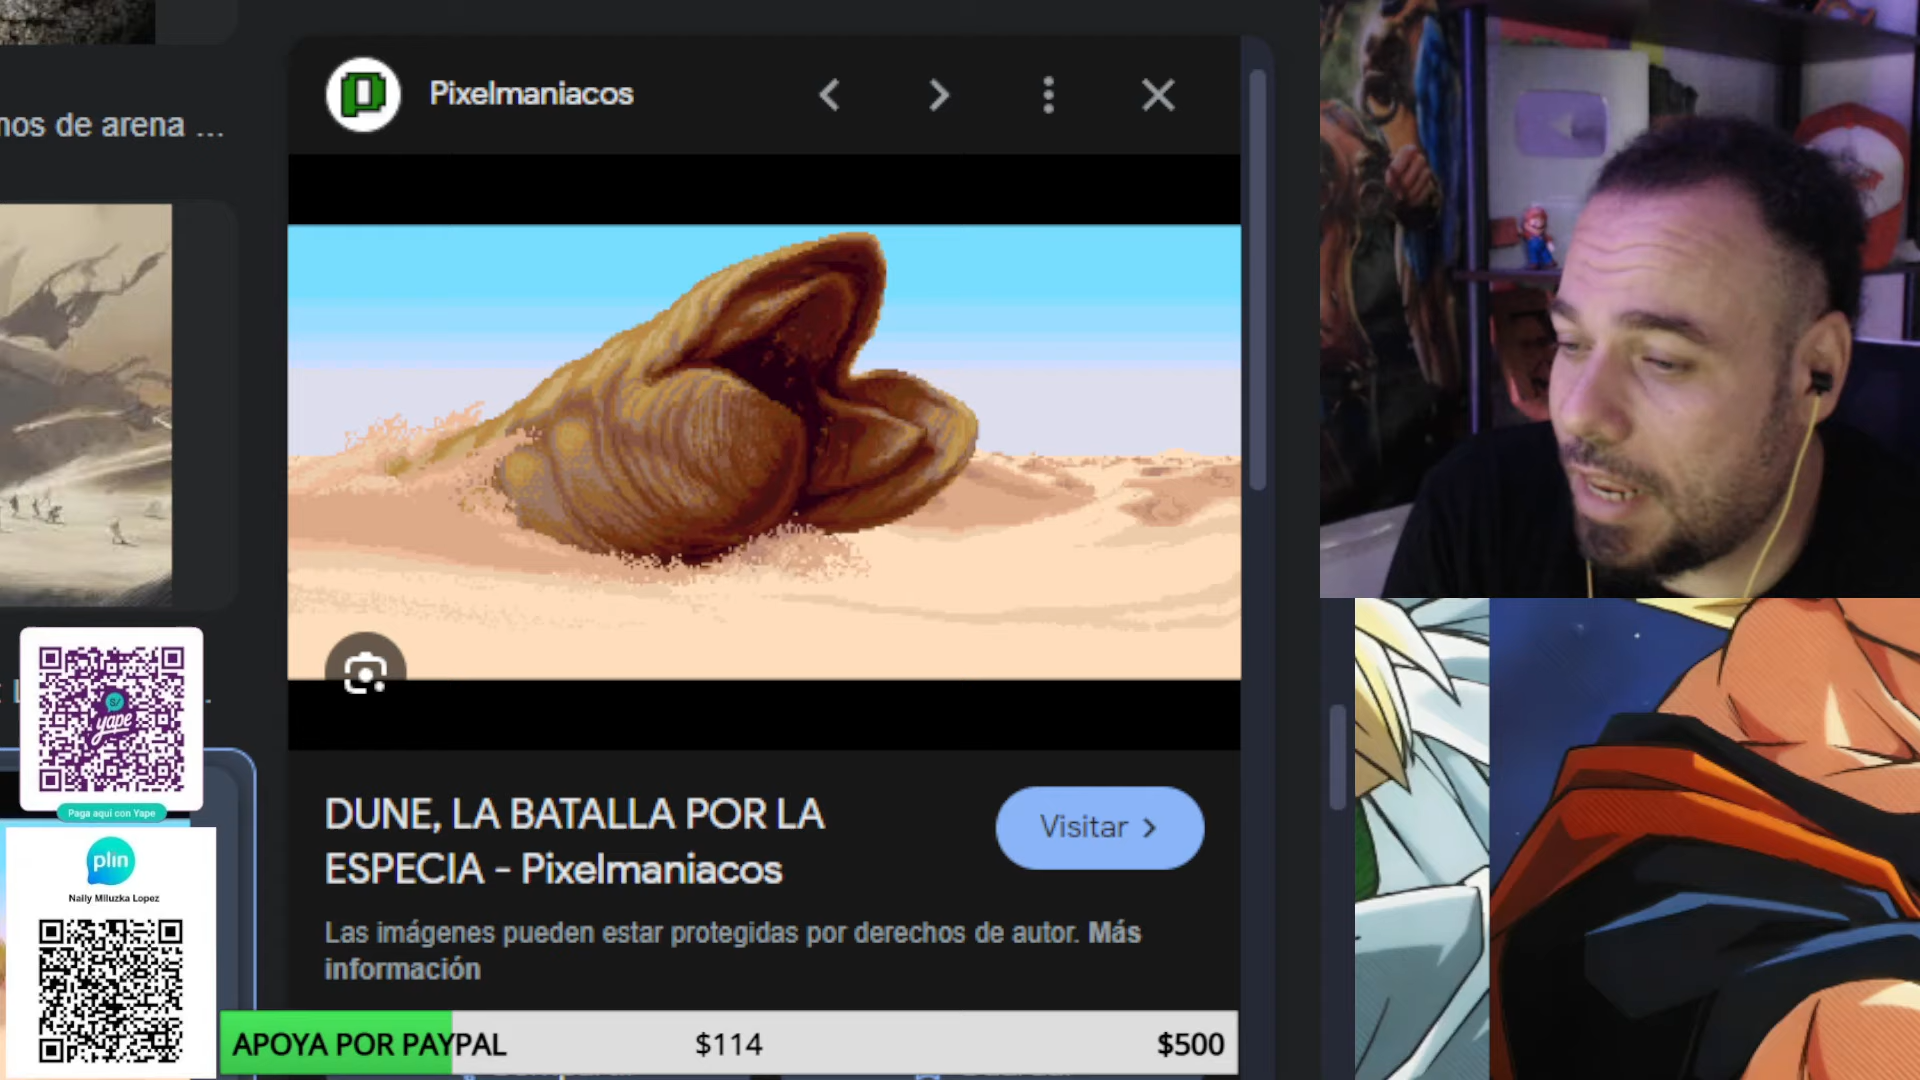 Pixelmaniacos
nos de arena ...
DUNE, LA BATALLA POR LA
ESPECIA - Pixelmaniacos
Visitar
Las imágenes pueden estar protegidas por derechos de autor. Más
información
S/
yape
Paga aquí con Yape
plin
Naily Miluzka Lopez
APOYA POR PAYPAL $114 $500